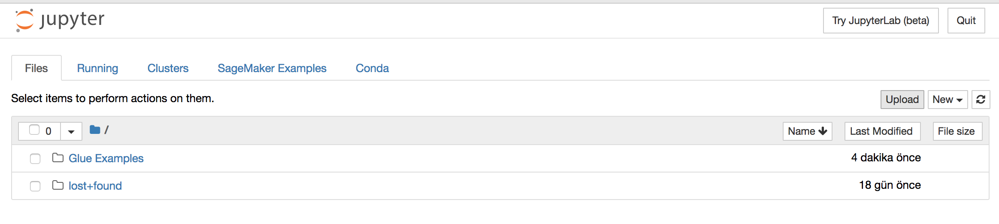 jupyter
Try JupyterLab (beta) Quit
Files Running Clusters SageMaker Examples Conda
Select items to perform actions on them.
Upload New
0 / Name Last Modified File size
Glue Examples 4 dakika önce
lost+found 18 gün önce